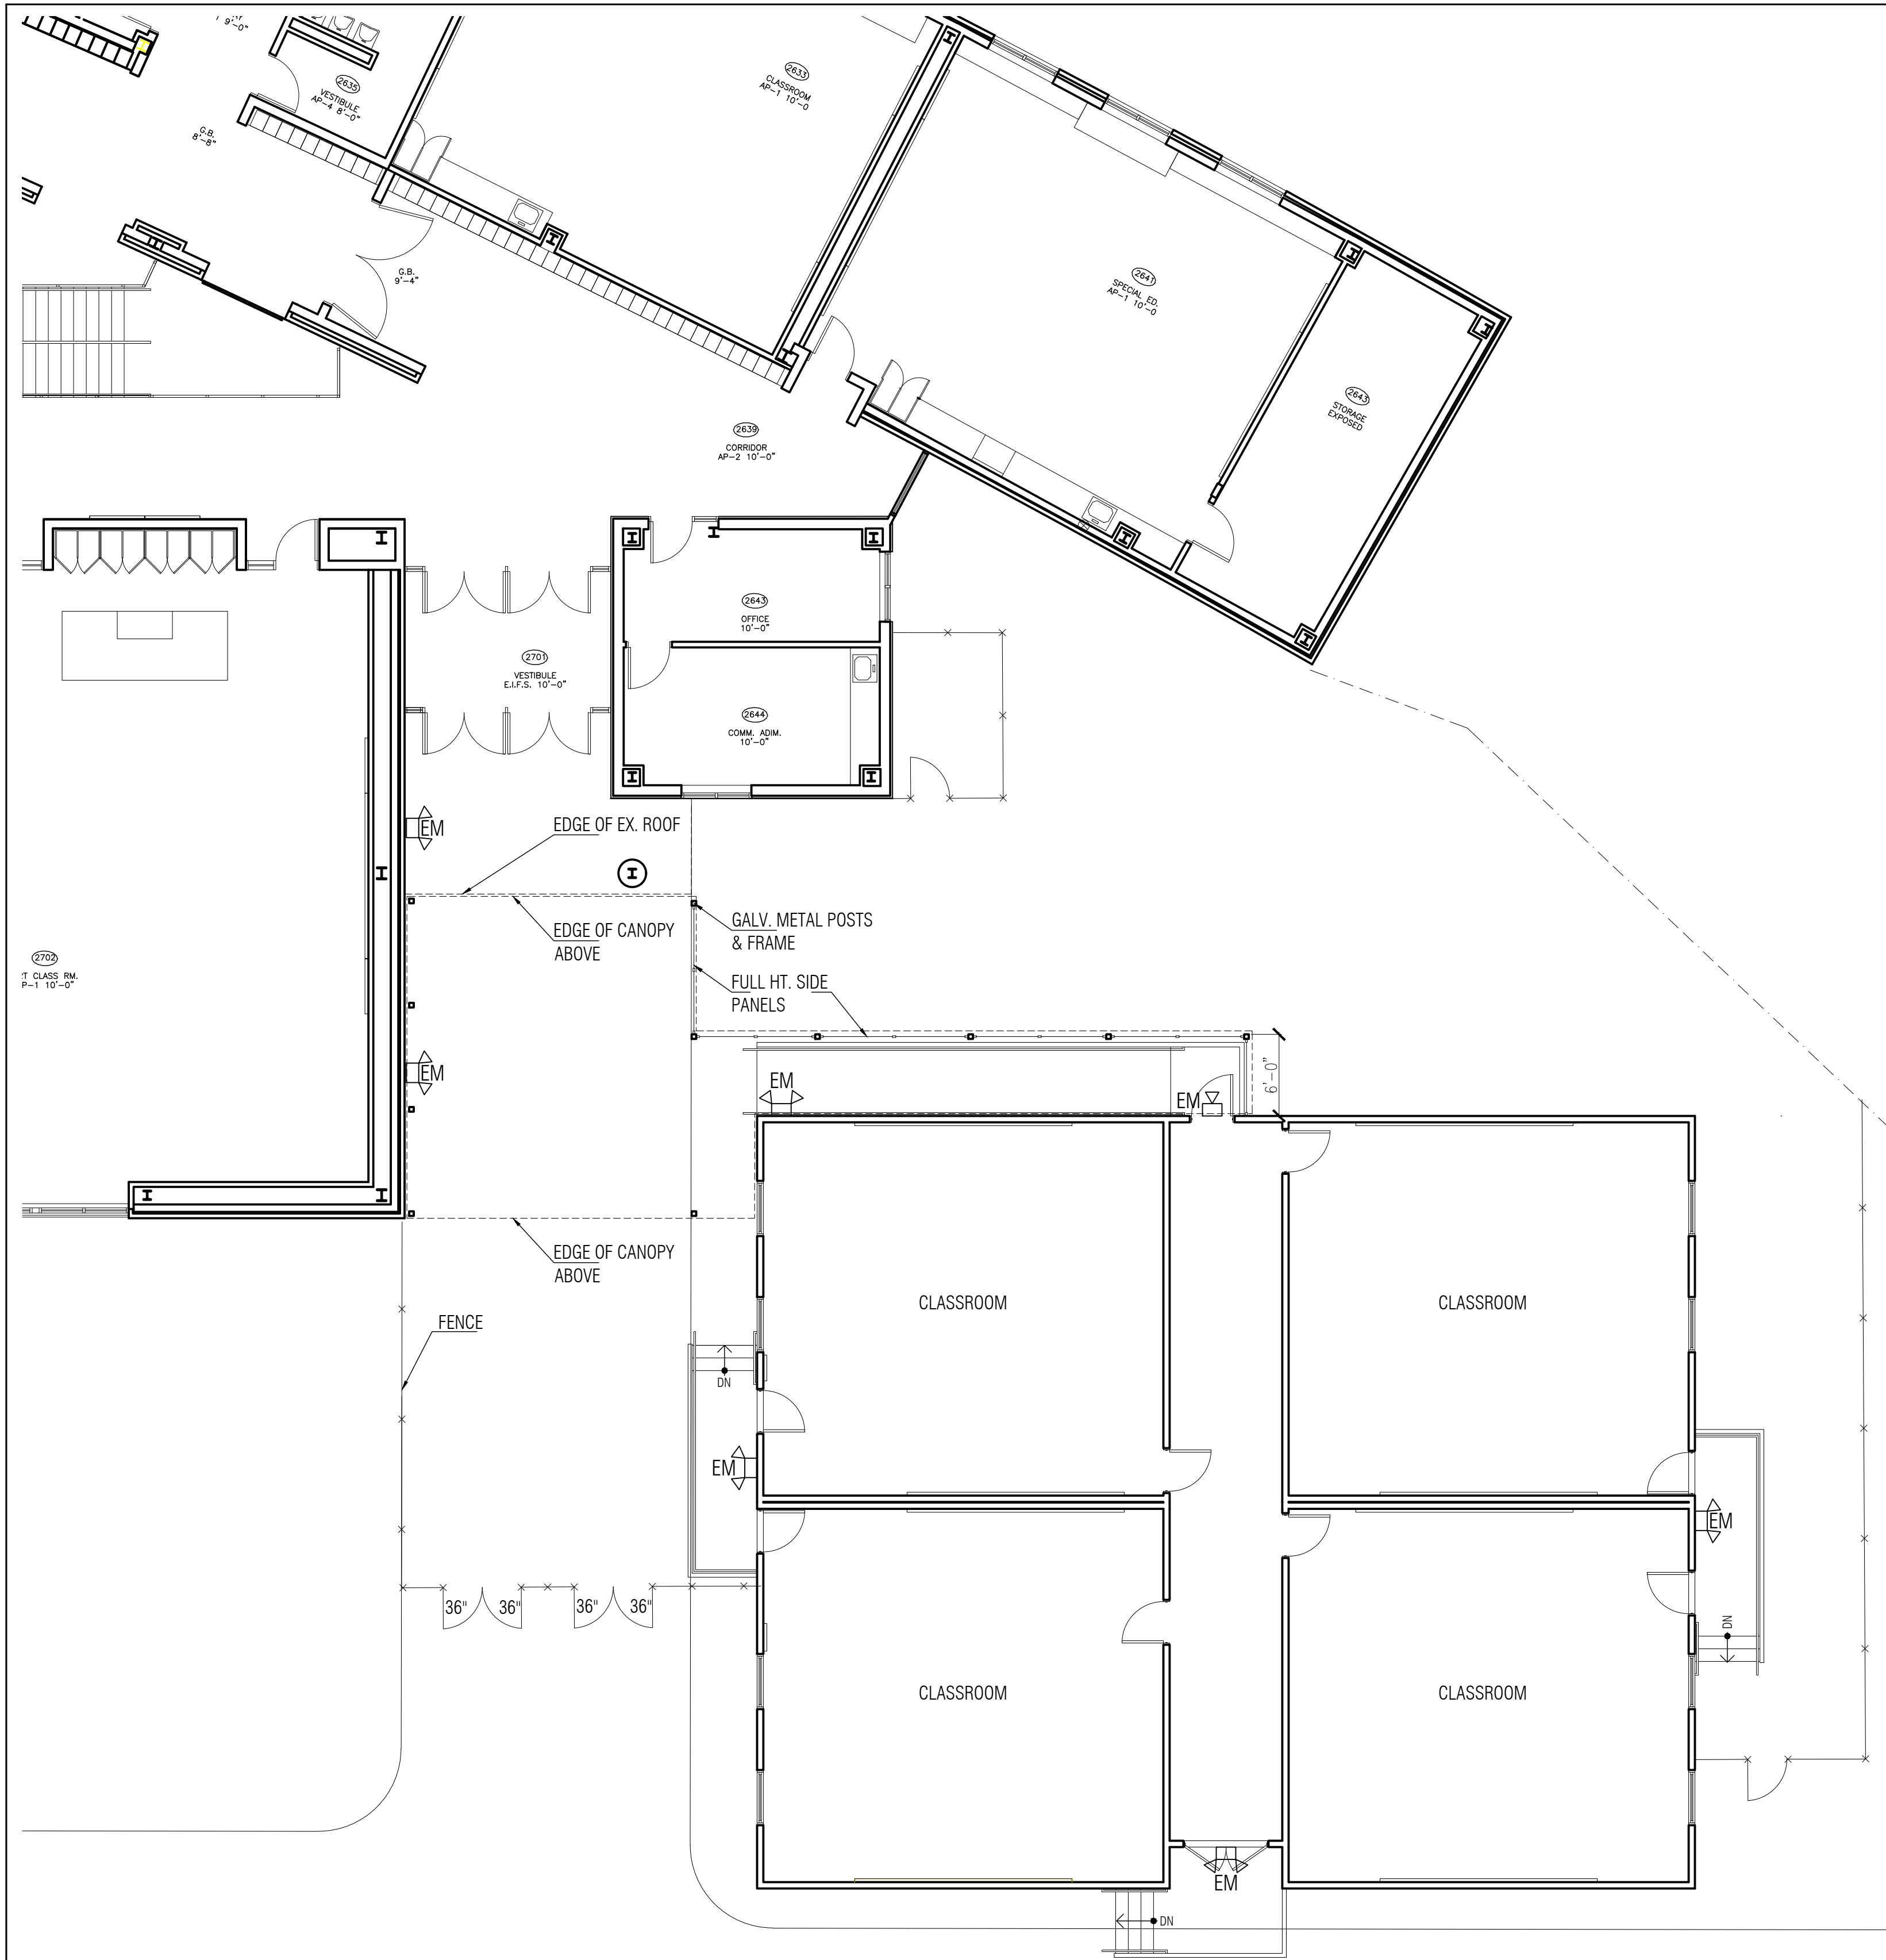 9'-0"
2635
VESTIBULE
AP-4 8'-0"
G.B.
8'-8"
2633
CLASSROOM
AP-1 10'-0
G.B.
9'-4"
2641
SPECIAL ED.
AP-1 10'-0
2643
STORAGE
EXPOSED
2639
CORRIDOR
AP-2 10'-0"
2643
OFFICE
10'-0"
2701
VESTIBULE
E.I.F.S. 10'-0"
2644
COMM. ADIM.
10'-0"
EM
EDGE OF EX. ROOF
EDGE OF CANOPY
ABOVE
GALV. METAL POSTS
& FRAME
2702
T CLASS RM.
P-1 10'-0"
FULL HT. SIDE
PANELS
EM
EM
EM
6'-0"
EDGE OF CANOPY
ABOVE
CLASSROOM
CLASSROOM
FENCE
DN
EM
EM
36" 36" 36" 36"
DN
CLASSROOM
CLASSROOM
EM
DN